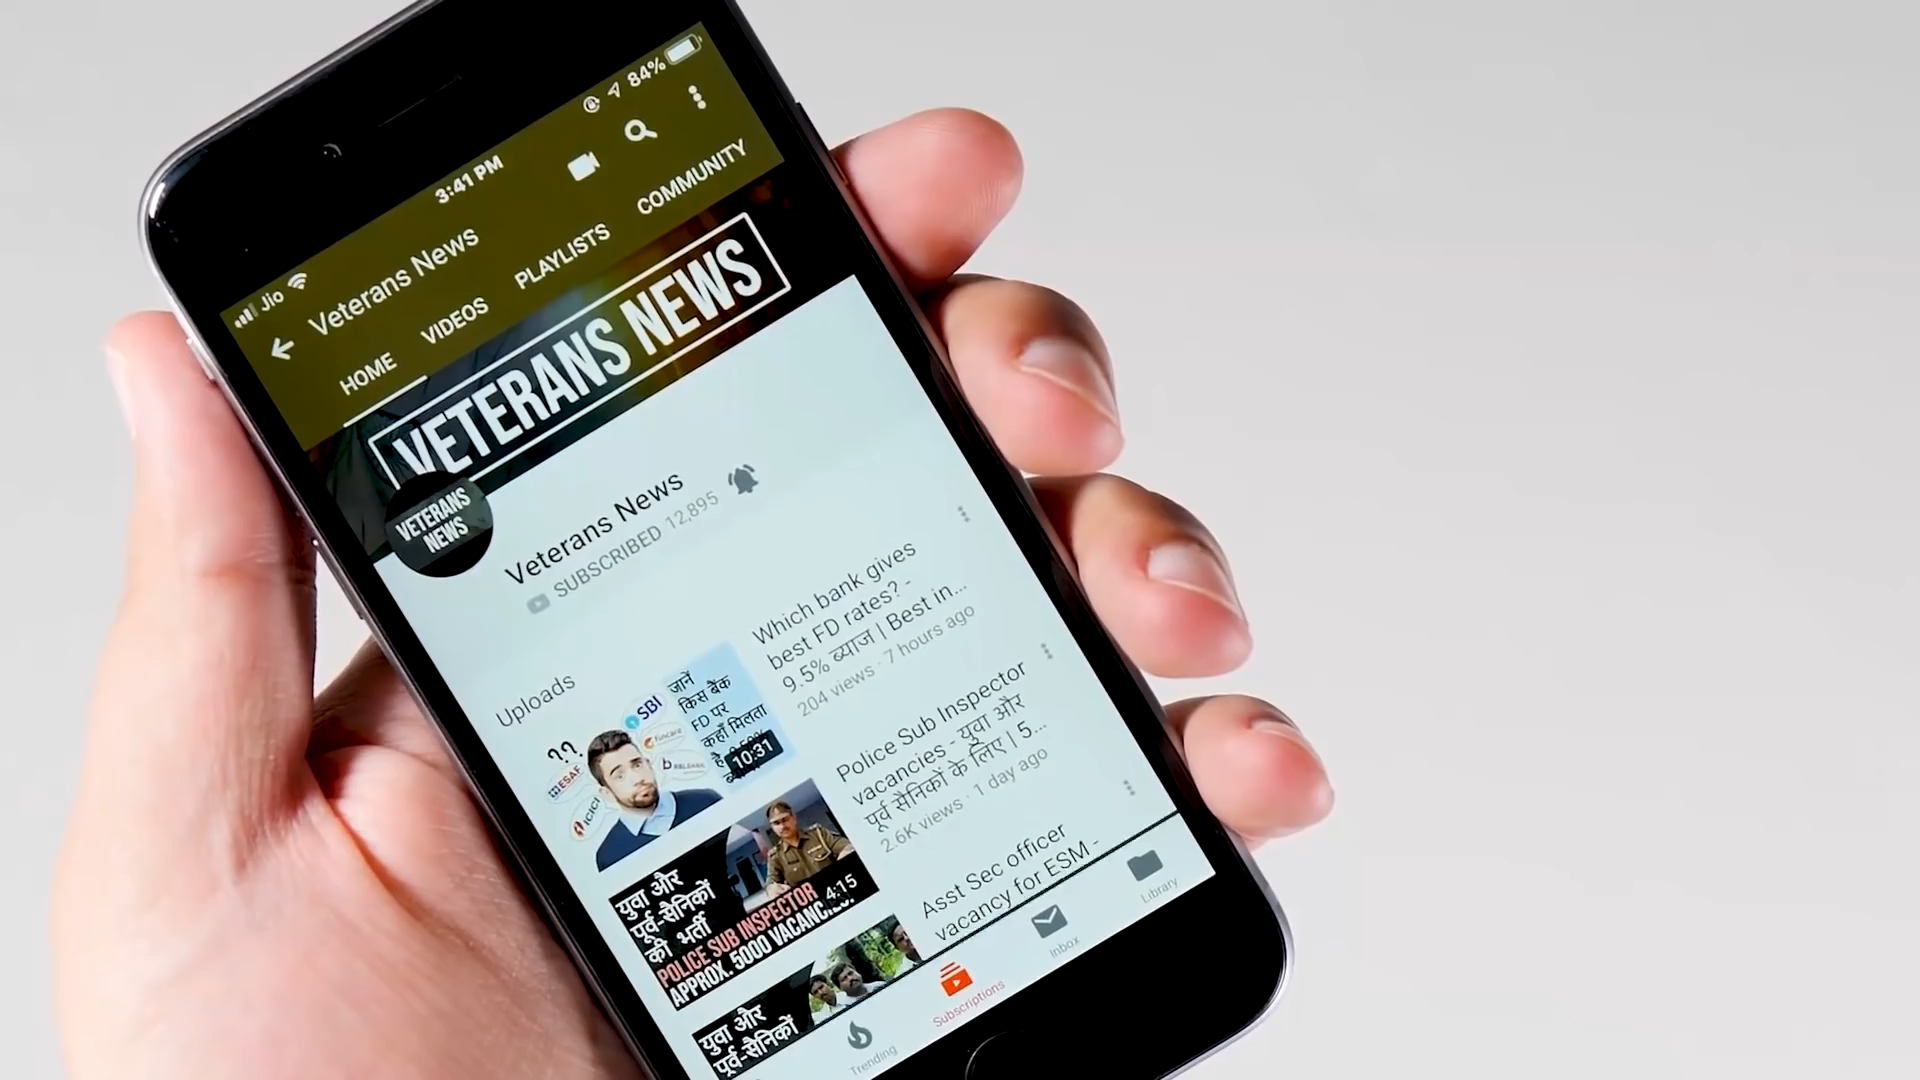 Jio
3:41 PM
84%
Veterans News
HOME
VIDEOS
PLAYLISTS
COMMUNITY
VETERANS NEWS
VETERANS
NEWS
Veterans News
SUBSCRIBED 12,895
Uploads
Which bank gives
best FD rates? -
9.5% ब्याज | Best in...
204 views · 7 hours ago
??
SBI
fincare
ESAF
RBLBANK
ICICI
जानें
किस बैंक
FD पर
कहाँ मिलता
है
10:31
Police Sub Inspector
vacancies - युवा और
पूर्व सैनिकों के लिए | 5...
2.6K views · 1 day ago
युवा और
पूर्व-सैनिकों
की भर्ती
POLICE SUB INSPECTOR
APPROX. 5000 VACANCIES!
4:15
Asst Sec officer
vacancy for ESM -
युवा और
पूर्व-सैनिकों
Trending
Subscriptions
Inbox
Library